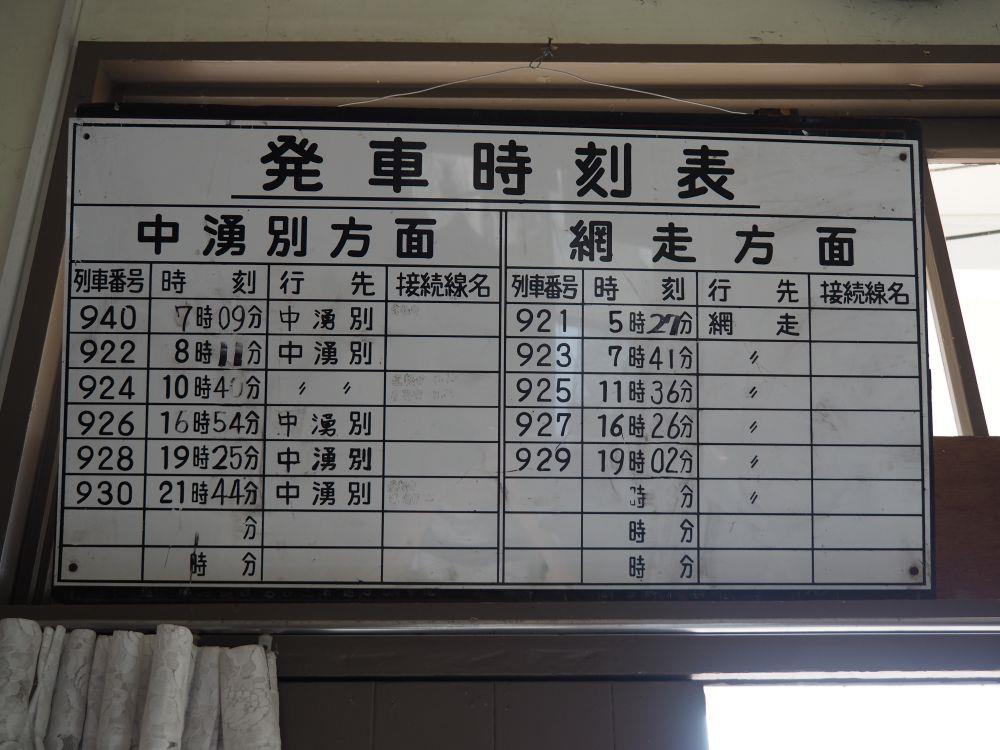 発車時刻表
中湧別方面 網走方面
列車番号 時刻 行先 接続線名 列車番号 時刻 行先 接続線名
940 7時09分 中湧別 921 5時27分 網走
922 8時11分 中湧別 923 7時41分 〃
924 10時40分 〃 〃 925 11時36分 〃
926 16時54分 中湧別 927 16時26分 〃
928 19時25分 中湧別 929 19時02分 〃
930 21時44分 中湧別 時 分 〃
分 時 分
時 分 時 分